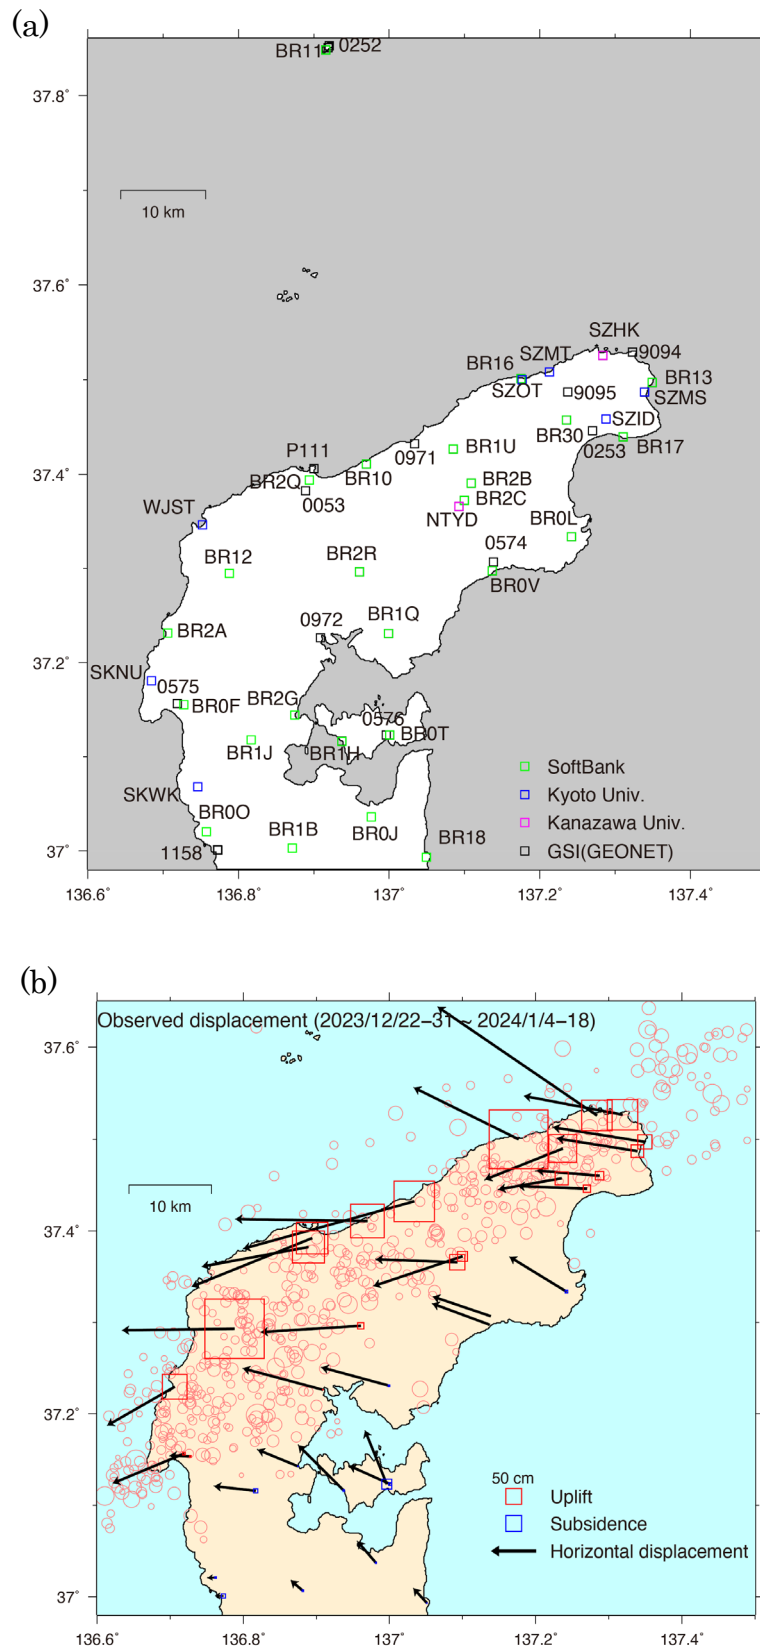 (a)
BR11
0252
37.8˚
10 km
37.6˚
SZHK
SZMT
9094
BR16
BR13
SZOT
9095
SZMS
SZID
BR30
0253
BR17
P111
0971
BR1U
37.4˚
BR2Q
BR10
0053
BR2B
BR2C
WJST
NTYD
BR0L
0574
BR12
BR2R
BR0V
0972
BR1Q
BR2A
37.2˚
SKNU
0575
BR0F
BR2G
0576
BR0T
BR1J
BR1H
SoftBank
SKWK
Kyoto Univ.
BR0O
BR1B
BR0J
Kanazawa Univ.
BR18
37˚
1158
GSI(GEONET)
136.6˚
136.8˚
137˚
137.2˚
137.4˚
(b)
Observed displacement (2023/12/22–31 ~ 2024/1/4–18)
37.6˚
10 km
37.4˚
37.2˚
50 cm
Uplift
Subsidence
Horizontal displacement
37˚
136.6˚
136.8˚
137˚
137.2˚
137.4˚